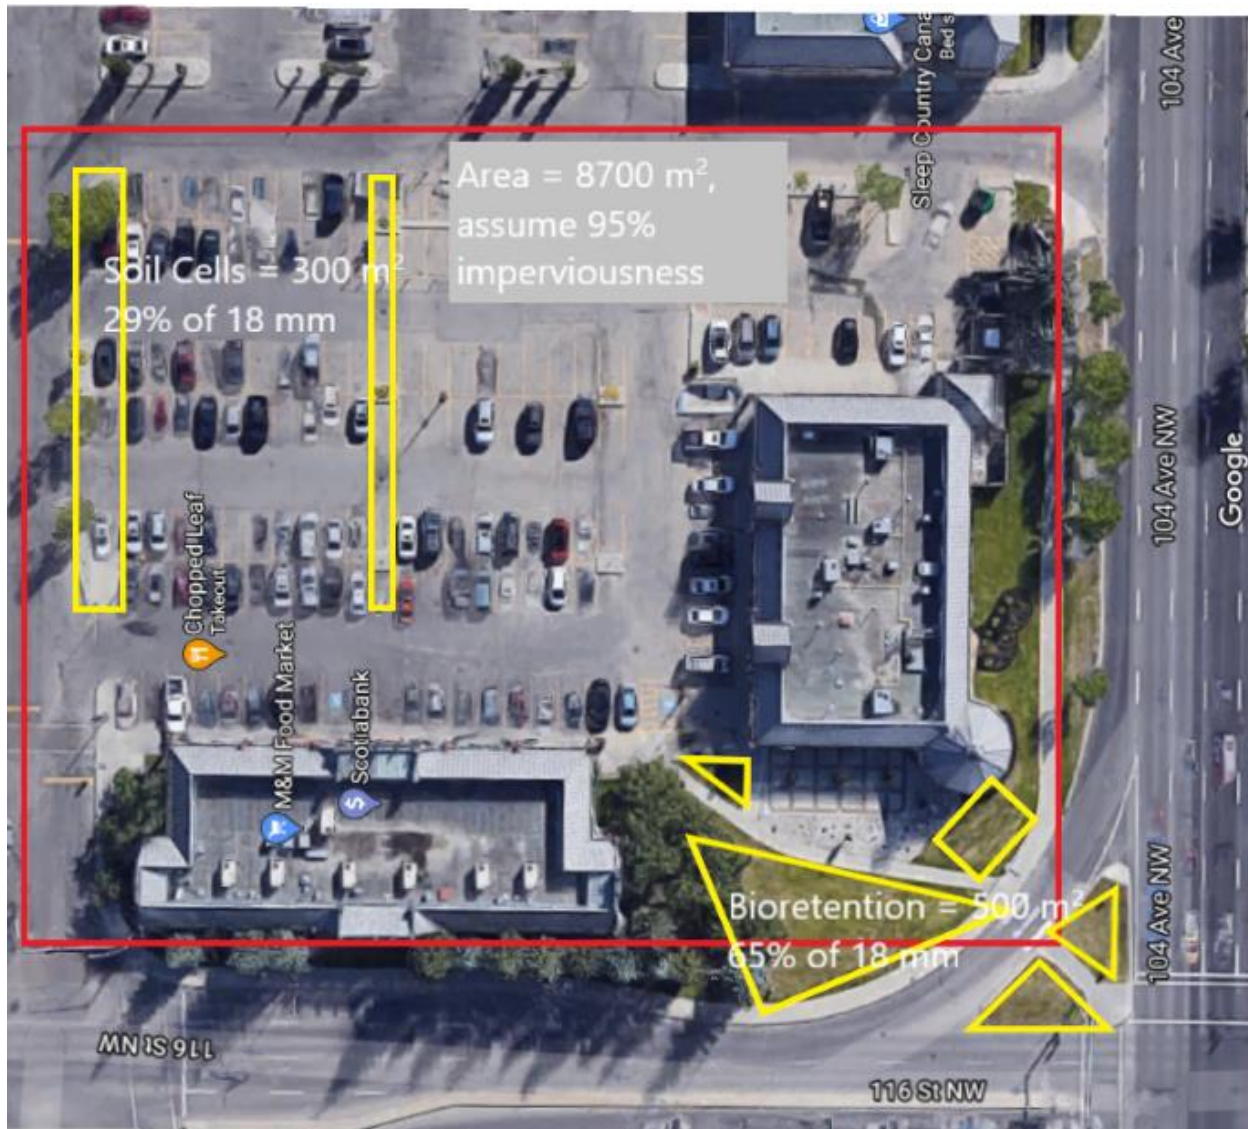 104 Ave
Sleep Country Cana
Bed s
Area = 8700 m²,
assume 95%
imperviousness
Soil Cells = 300 m²
29% of 18 mm
104 Ave NW
Google
Chopped Leaf
Takeout
M&M Food Market
Scotiabank
S
Bioretention = 500 m²
65% of 18 mm
104 Ave NW
116 St NW
116 St NW